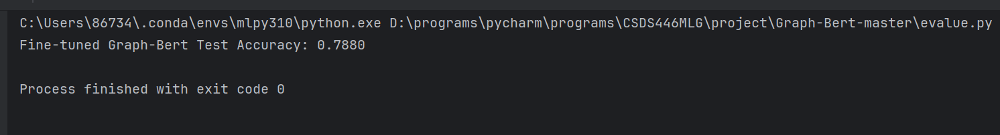 C:\Users\86734\.conda\envs\mlpy310\python.exe D:\programs\pycharm\programs\CSDS446MLG\project\Graph-Bert-master\evalue.py
Fine-tuned Graph-Bert Test Accuracy: 0.7880
Process finished with exit code 0